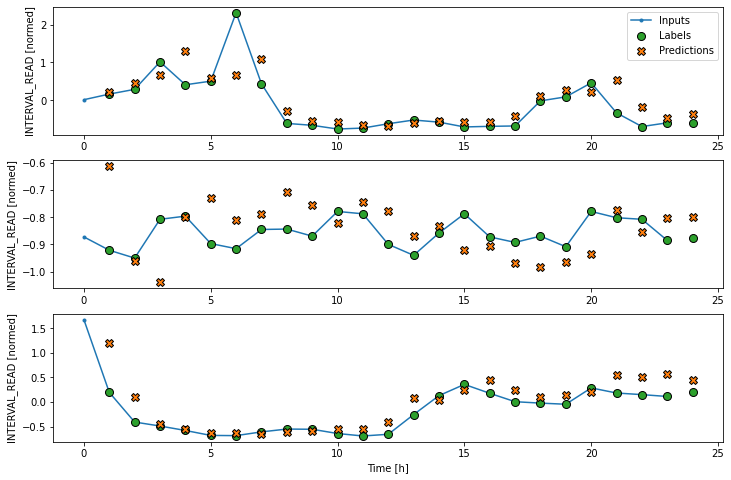 INTERVAL_READ [normed]
2
1
0
Inputs
Labels
Predictions
0 5 10 15 20 25
INTERVAL_READ [normed]
−0.6
−0.7
−0.8
−0.9
−1.0
0 5 10 15 20 25
INTERVAL_READ [normed]
1.5
1.0
0.5
0.0
−0.5
0 5 10 15 20 25
Time [h]